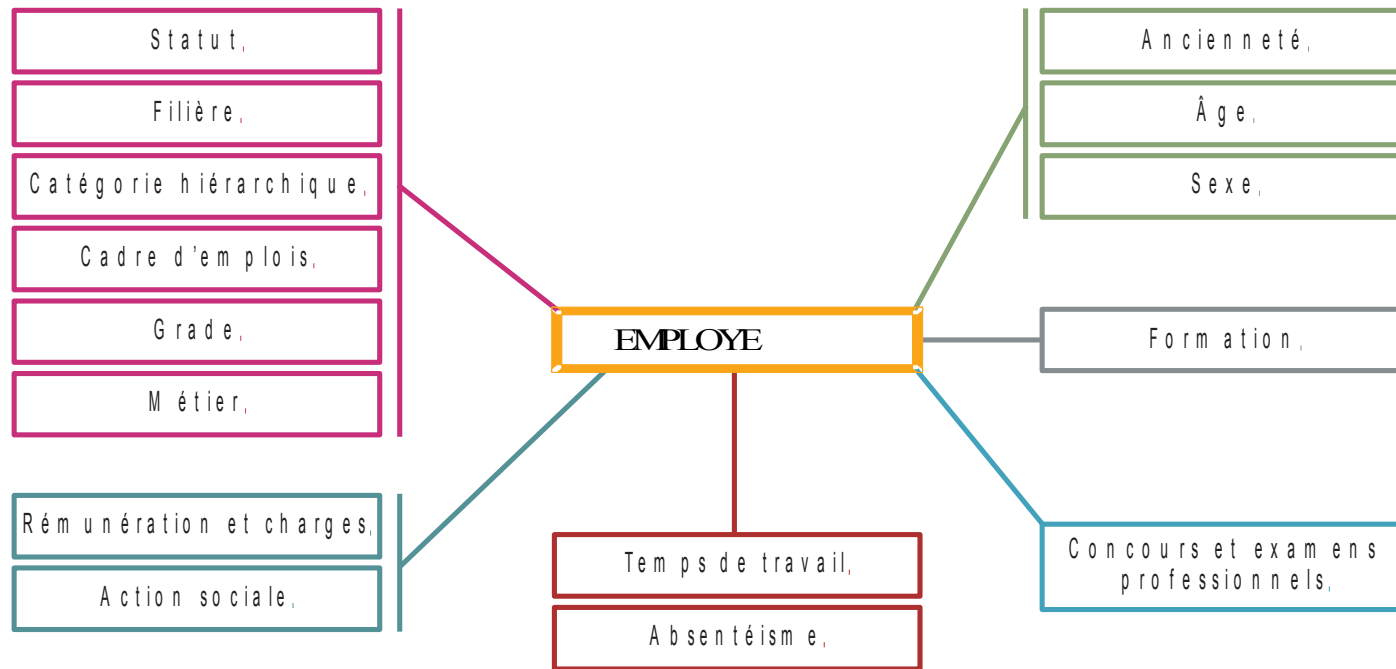 Statut,
Filière,
Catégorie hiérarchique,
Cadre d'emplois,
Grade,
Métier,
Rémunération et charges,
Action sociale,
EMPLOYE
Temps de travail,
Absentéisme,
Ancienneté,
Âge,
Sexe,
Formation,
Concours et examens
professionnels,